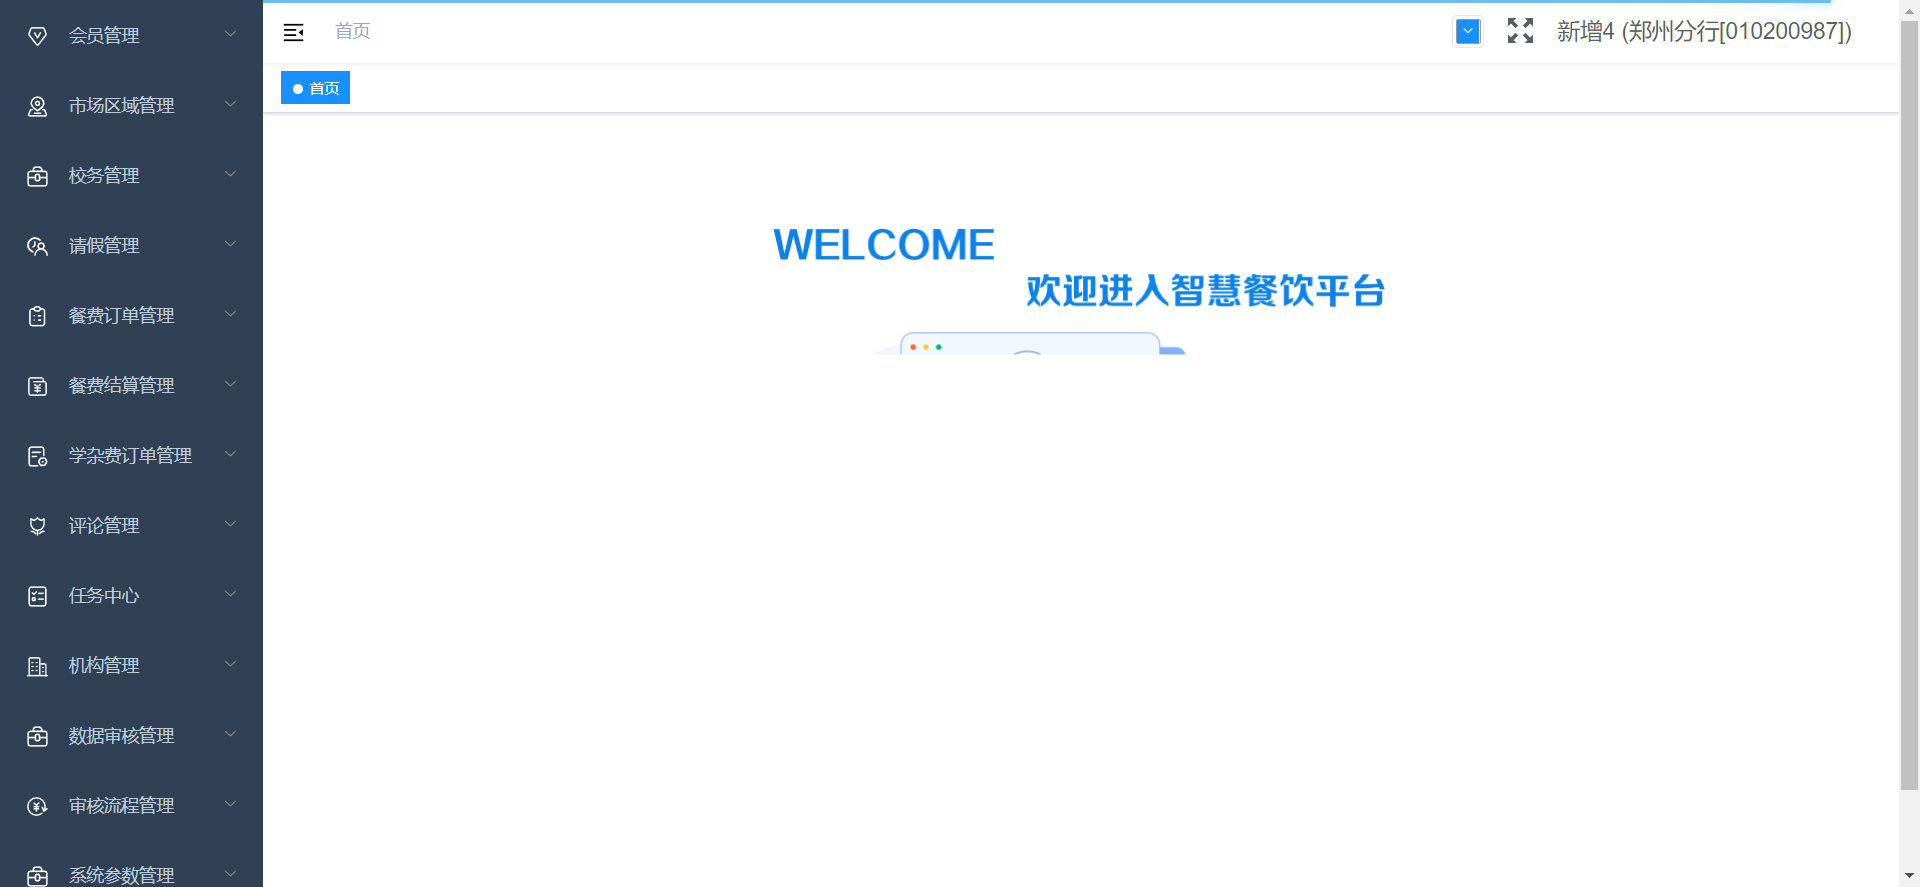 会员管理
市场区域管理
校务管理
请假管理
餐费订单管理
餐费结算管理
学杂费订单管理
评论管理
任务中心
机构管理
数据审核管理
审核流程管理
系统参数管理
首页
新增4 (郑州分行[010200987])
首页
WELCOME
欢迎进入智慧餐饮平台